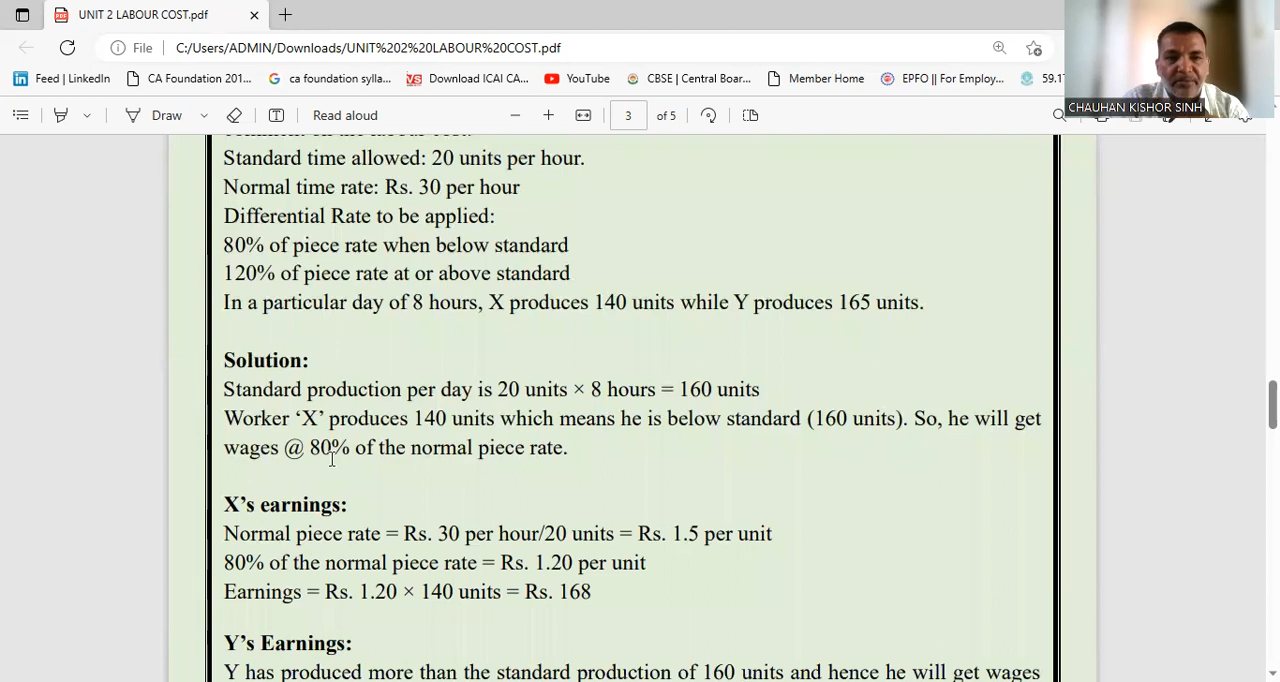 UNIT 2 LABOUR COST.pdf
File C:/Users/ADMIN/Downloads/UNIT%202%20LABOUR%20COST.pdf
Feed | LinkedIn CA Foundation 201... ca foundation sylla... Download ICAI CA... YouTube CBSE | Central Boar... Member Home EPFO || For Employ... 59.1
CHAUHAN KISHOR SINH
Draw Read aloud 3 of 5
Standard time allowed: 20 units per hour.
Normal time rate: Rs. 30 per hour
Differential Rate to be applied:
80% of piece rate when below standard
120% of piece rate at or above standard
In a particular day of 8 hours, X produces 140 units while Y produces 165 units.
Solution:
Standard production per day is 20 units × 8 hours = 160 units
Worker ‘X’ produces 140 units which means he is below standard (160 units). So, he will get
wages @ 80% of the normal piece rate.
X’s earnings:
Normal piece rate = Rs. 30 per hour/20 units = Rs. 1.5 per unit
80% of the normal piece rate = Rs. 1.20 per unit
Earnings = Rs. 1.20 × 140 units = Rs. 168
Y’s Earnings:
Y has produced more than the standard production of 160 units and hence he will get wages